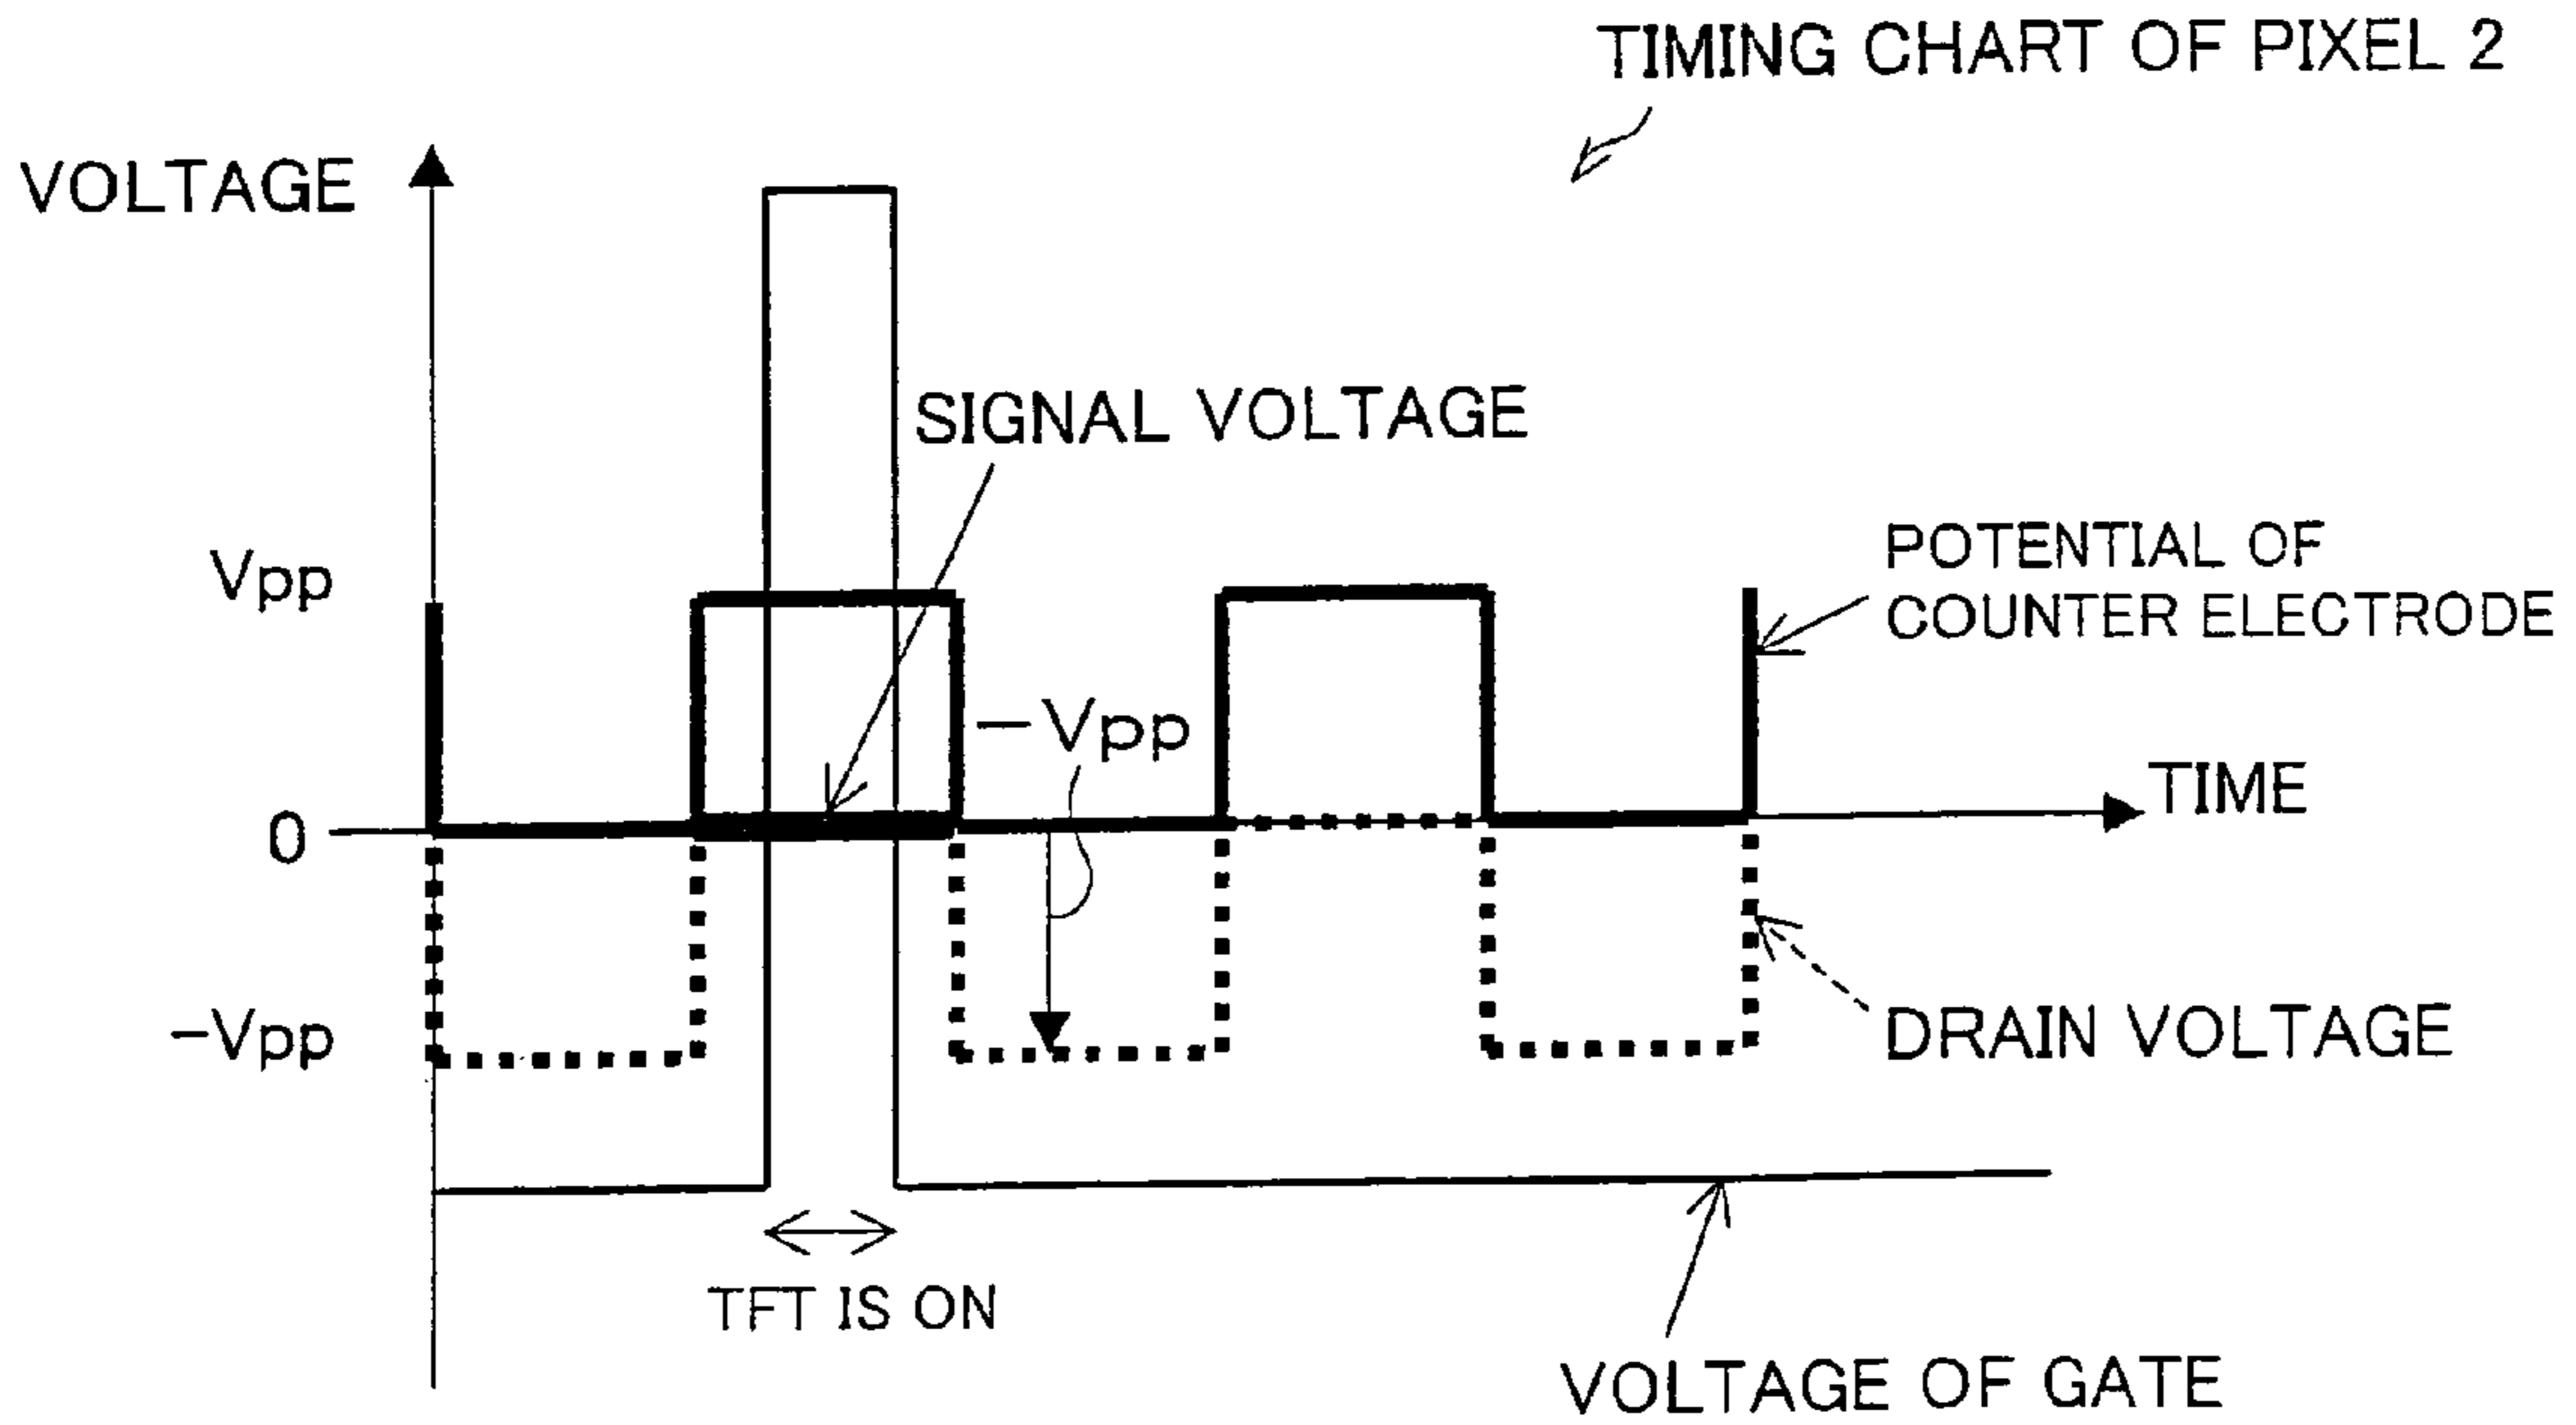 TIMING CHART OF PIXEL 2
VOLTAGE
SIGNAL VOLTAGE
Vpp
POTENTIAL OF
COUNTER ELECTRODE
−Vpp
TIME
0
−Vpp
DRAIN VOLTAGE
TFT IS ON
VOLTAGE OF GATE